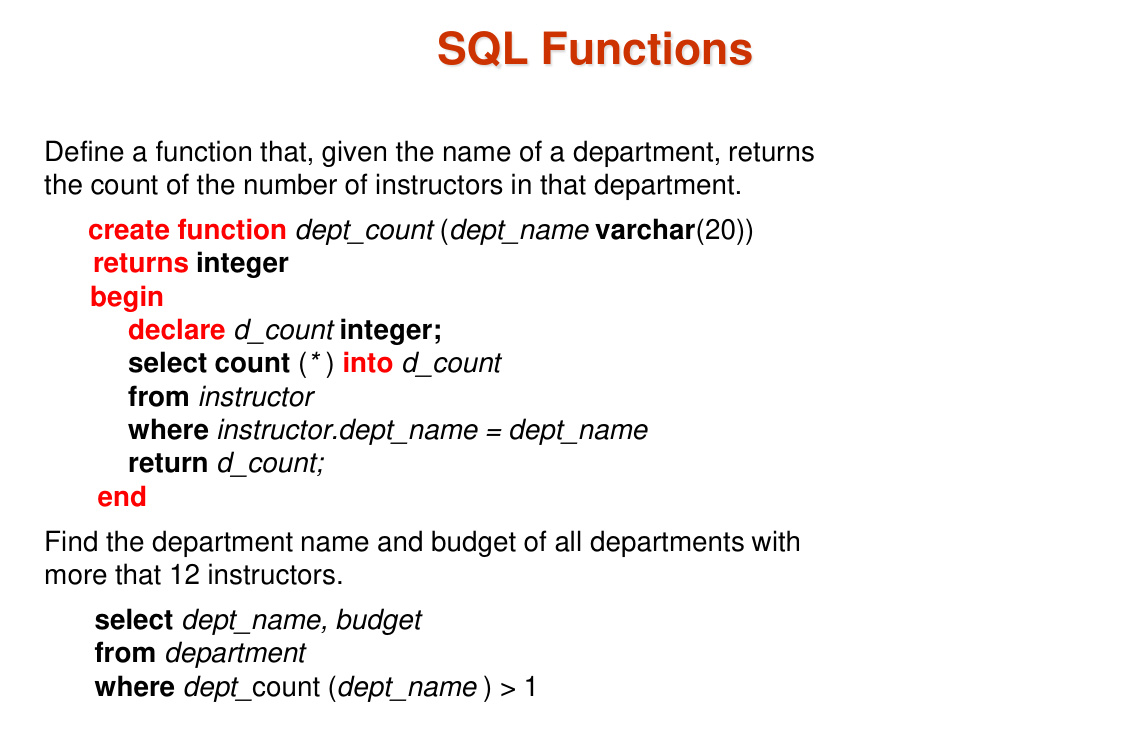 SQL Functions
Define a function that, given the name of a department, returns
the count of the number of instructors in that department.
create function dept_count (dept_name varchar(20))
returns integer
begin
declare d_count integer;
select count (* ) into d_count
from instructor
where instructor.dept_name = dept_name
return d_count;
end
Find the department name and budget of all departments with
more that 12 instructors.
select dept_name, budget
from department
where dept_count (dept_name ) > 1